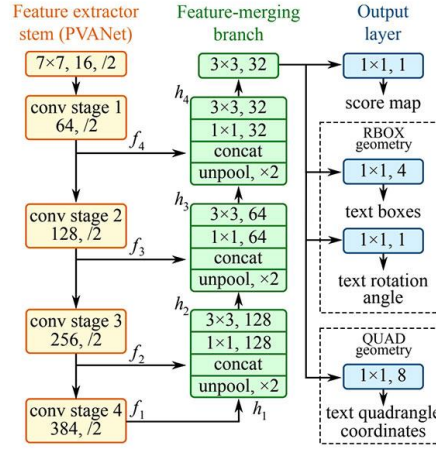 Feature extractor
stem (PVANet)
7×7, 16, /2
conv stage 1
64, /2
f4
conv stage 2
128, /2
f3
conv stage 3
256, /2
f2
conv stage 4
384, /2
f1
Feature-merging
branch
3×3, 32
h4
3×3, 32
1×1, 32
concat
unpool, ×2
h3
3×3, 64
1×1, 64
concat
unpool, ×2
h2
3×3, 128
1×1, 128
concat
unpool, ×2
h1
Output
layer
1×1, 1
score map
RBOX
geometry
1×1, 4
text boxes
1×1, 1
text rotation
angle
QUAD
geometry
1×1, 8
text quadrangle
coordinates